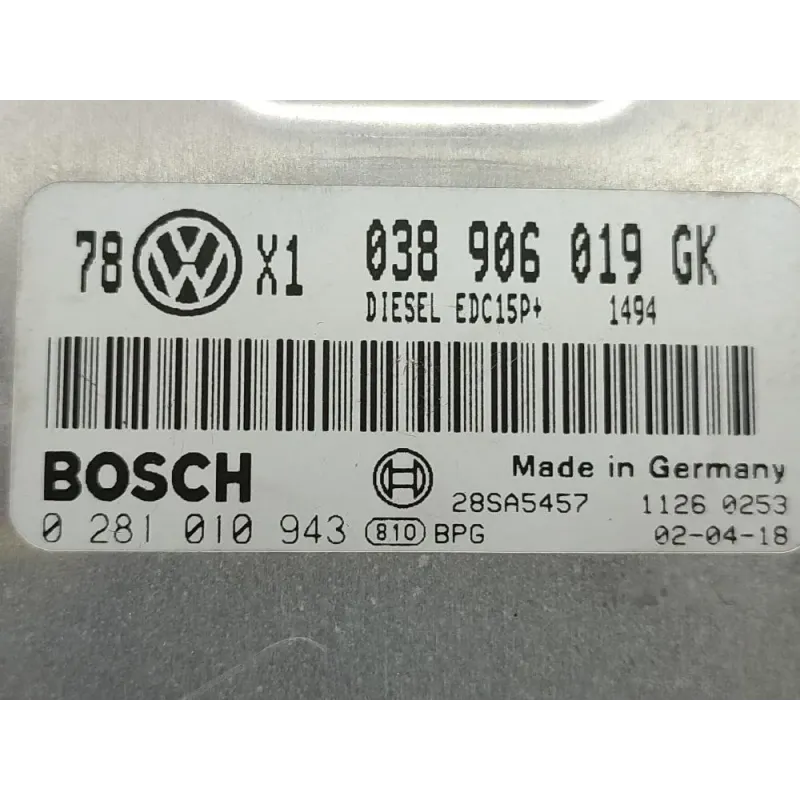 78 X1 038 906 019 GK
DIESEL EDC15P+ 1494
BOSCH Made in Germany
28SA5457 1126 0253
0 281 010 943 810 BPG 02-04-18